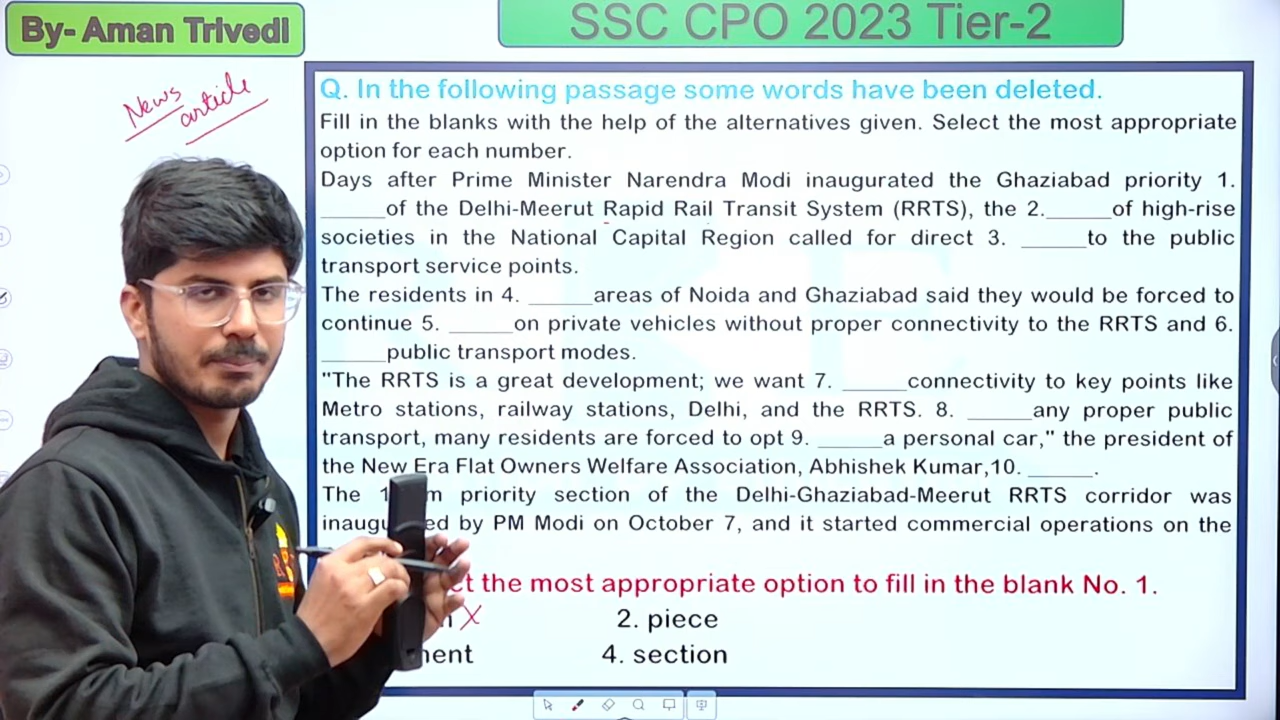 By- Aman Trivedi
SSC CPO 2023 Tier-2
News
article
Q. In the following passage some words have been deleted.
Fill in the blanks with the help of the alternatives given. Select the most appropriate
option for each number.
Days after Prime Minister Narendra Modi inaugurated the Ghaziabad priority 1.
______of the Delhi-Meerut Rapid Rail Transit System (RRTS), the 2.______of high-rise
societies in the National Capital Region called for direct 3. ______to the public
transport service points.
The residents in 4. ______areas of Noida and Ghaziabad said they would be forced to
continue 5. ______on private vehicles without proper connectivity to the RRTS and 6.
______public transport modes.
"The RRTS is a great development; we want 7. ______connectivity to key points like
Metro stations, railway stations, Delhi, and the RRTS. 8. ______any proper public
transport, many residents are forced to opt 9. ______a personal car," the president of
the New Era Flat Owners Welfare Association, Abhishek Kumar,10. ______.
The priority section of the Delhi-Ghaziabad-Meerut RRTS corridor was
by PM Modi on October 7, and it started commercial operations on the
the most appropriate option to fill in the blank No. 1.
2. piece
4. section